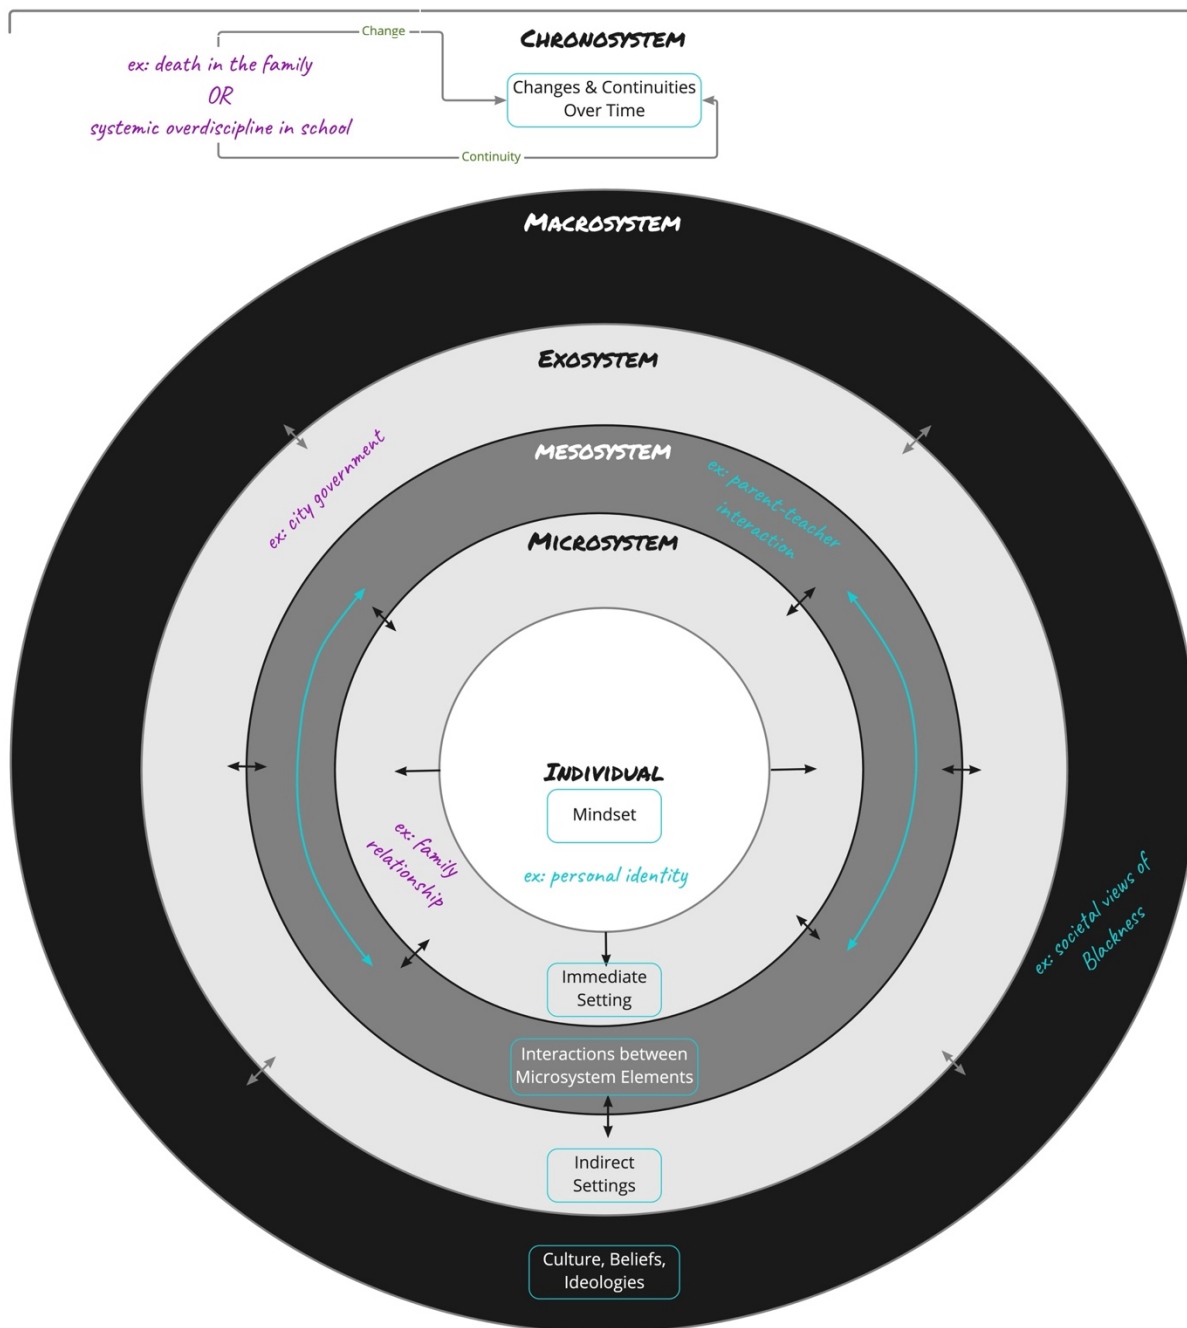 Change
CHRONOSYSTEM
ex: death in the family
OR
systemic overdiscipline in school
Changes & Continuities
Over Time
Continuity
MACROSYSTEM
EXOSYSTEM
MESOSYSTEM
ex: city government
ex: parent-teacher
interaction
MICROSYSTEM
INDIVIDUAL
Mindset
ex: family
relationship
ex: personal identity
ex: societal views of
Blackness
Immediate
Setting
Interactions between
Microsystem Elements
Indirect
Settings
Culture, Beliefs,
Ideologies